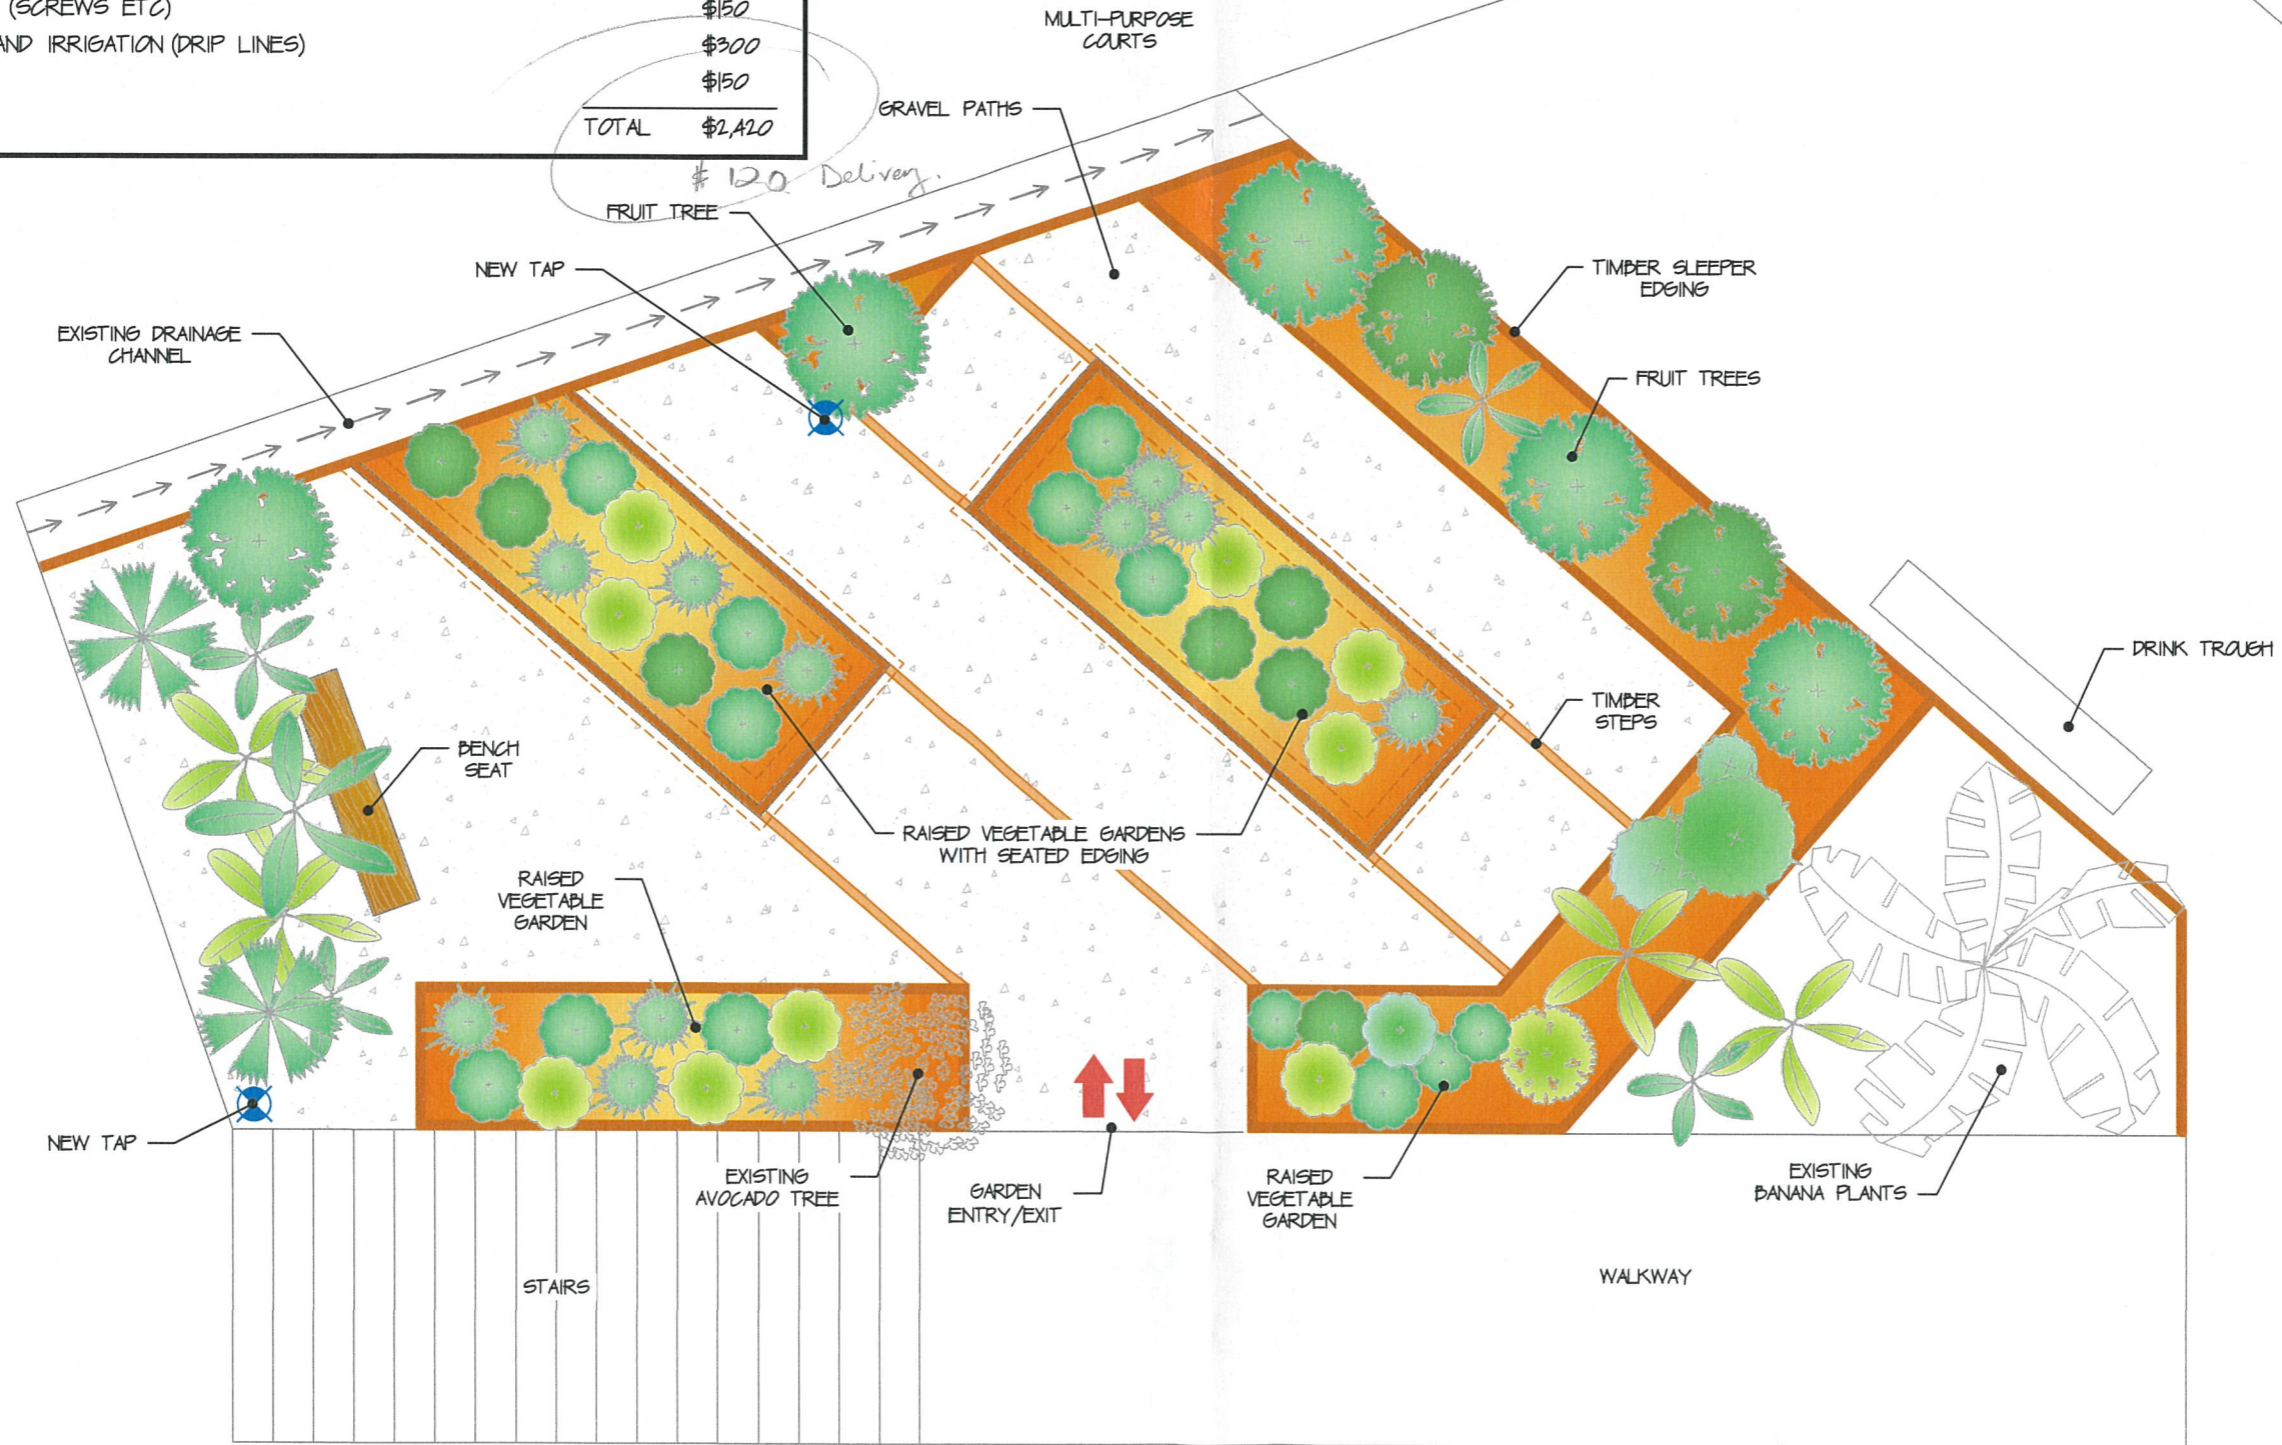 (SCREWS ETC) $150
AND IRRIGATION (DRIP LINES) $300
$150
TOTAL $2,420
$120 Delivery.
MULTI-PURPOSE
COURTS
GRAVEL PATHS
FRUIT TREE
NEW TAP
TIMBER SLEEPER
EDGING
EXISTING DRAINAGE
CHANNEL
FRUIT TREES
DRINK TROUGH
TIMBER
STEPS
BENCH
SEAT
RAISED VEGETABLE GARDENS
WITH SEATED EDGING
RAISED
VEGETABLE
GARDEN
NEW TAP
EXISTING
AVOCADO TREE
GARDEN
ENTRY/EXIT
RAISED
VEGETABLE
GARDEN
EXISTING
BANANA PLANTS
STAIRS
WALKWAY